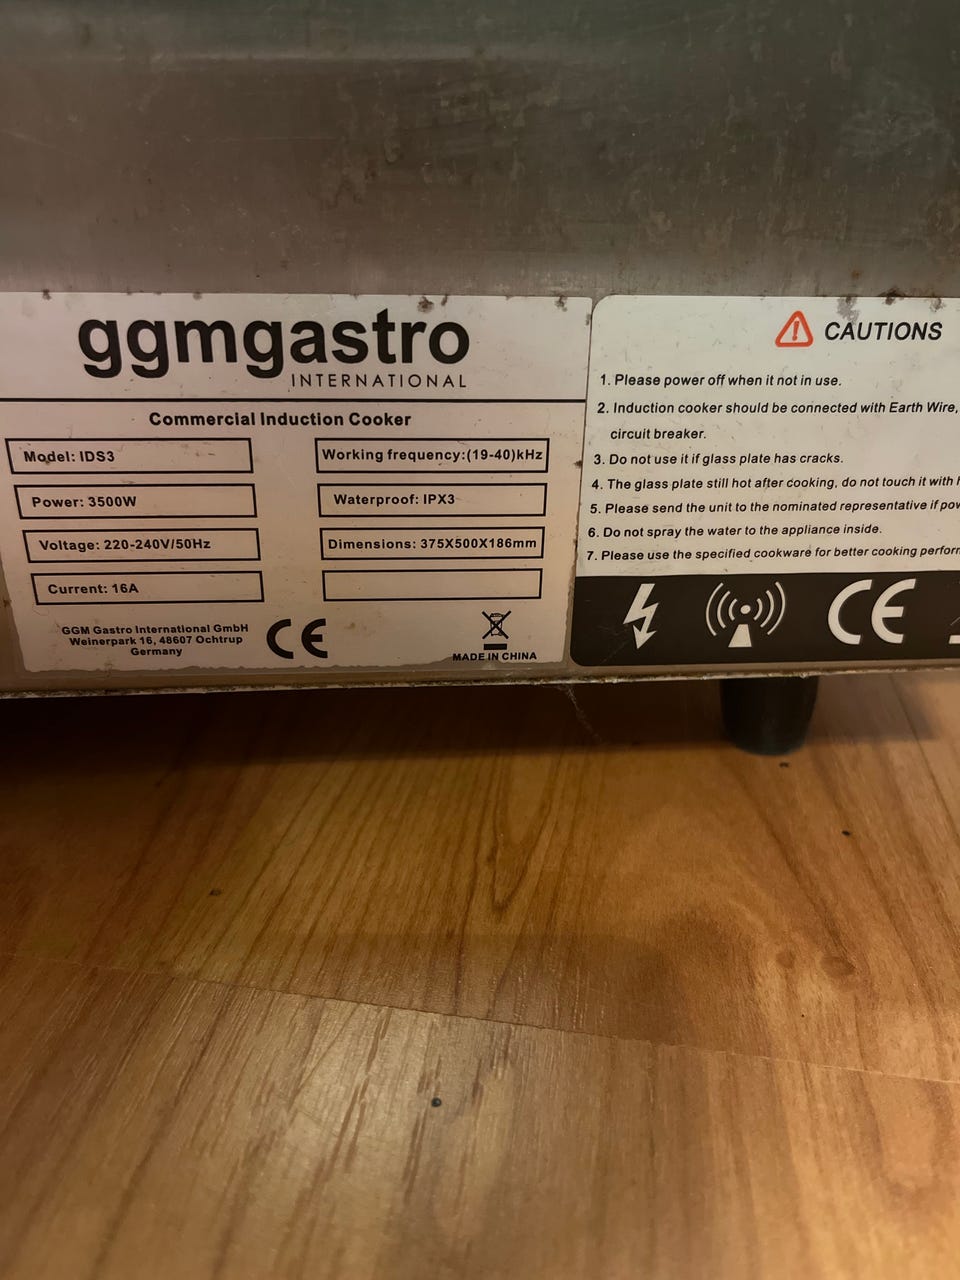 ggmgastro
INTERNATIONAL
Commercial Induction Cooker
Model: IDS3
Working frequency:(19-40)kHz
Power: 3500W
Waterproof: IPX3
Voltage: 220-240V/50Hz
Dimensions: 375X500X186mm
Current: 16A
GGM Gastro International GmbH
Weinerpark 16, 48607 Ochtrup
Germany
CE
MADE IN CHINA
CAUTIONS
1. Please power off when it not in use.
2. Induction cooker should be connected with Earth Wire,
circuit breaker.
3. Do not use it if glass plate has cracks.
4. The glass plate still hot after cooking, do not touch it with
5. Please send the unit to the nominated representative if
6. Do not spray the water to the appliance inside.
7. Please use the specified cookware for better cooking
CE